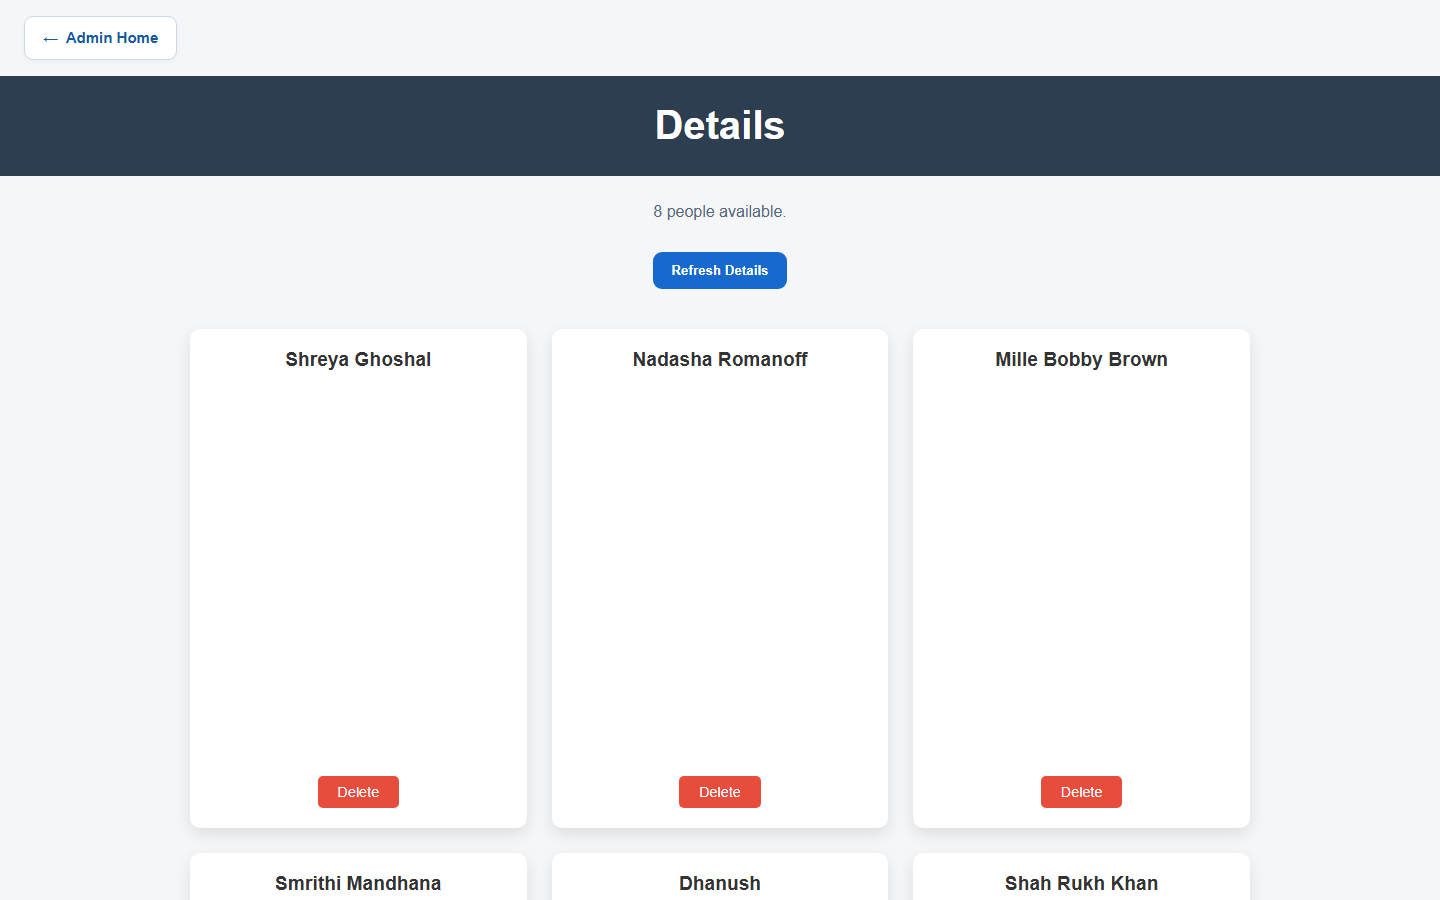 ← Admin Home
Details
8 people available.
Refresh Details
Shreya Ghoshal
Nadasha Romanoff
Mille Bobby Brown
Delete
Delete
Delete
Smrithi Mandhana
Dhanush
Shah Rukh Khan